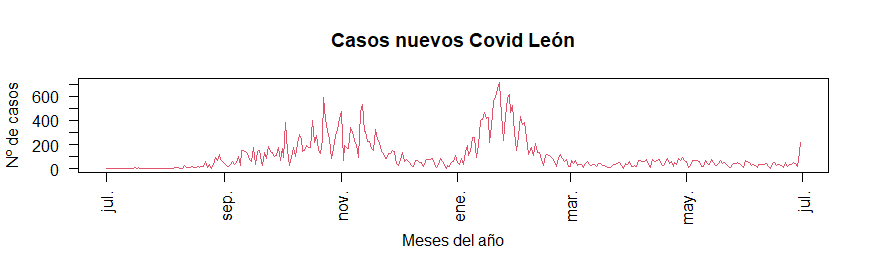 Casos nuevos Covid León
Nº de casos
600
400
200
0
jul.
sep.
nov.
ene.
mar.
may.
jul.
Meses del año